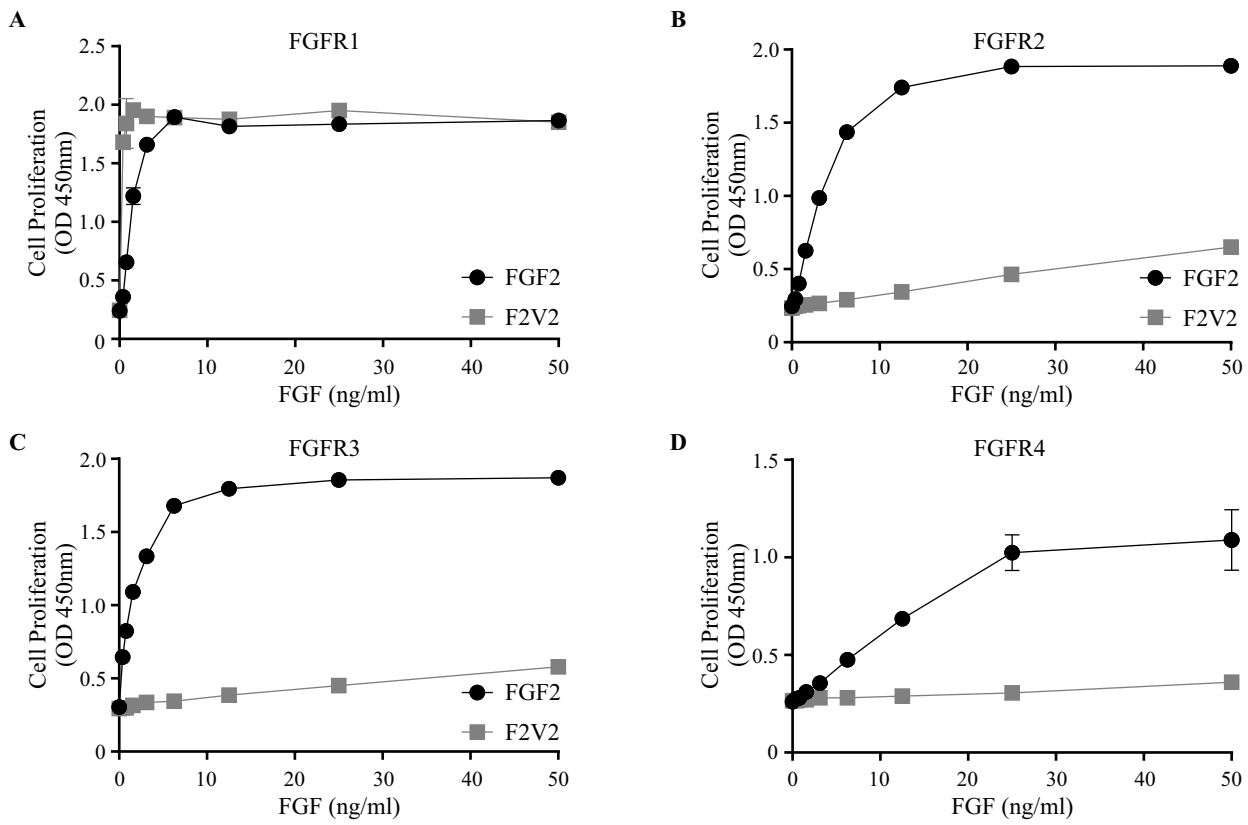 A
FGFR1
Cell Proliferation
(OD 450nm)
2.5
2.0
1.5
1.0
0.5
0
FGF2
F2V2
0 10 20 30 40 50
FGF (ng/ml)
B
FGFR2
Cell Proliferation
(OD 450nm)
2.0
1.5
1.0
0.5
0
FGF2
F2V2
0 10 20 30 40 50
FGF (ng/ml)
C
FGFR3
Cell Proliferation
(OD 450nm)
2.0
1.5
1.0
0.5
0
FGF2
F2V2
0 10 20 30 40 50
FGF (ng/ml)
D
FGFR4
Cell Proliferation
(OD 450nm)
1.5
1.0
0.5
0
0 10 20 30 40 50
FGF (ng/ml)